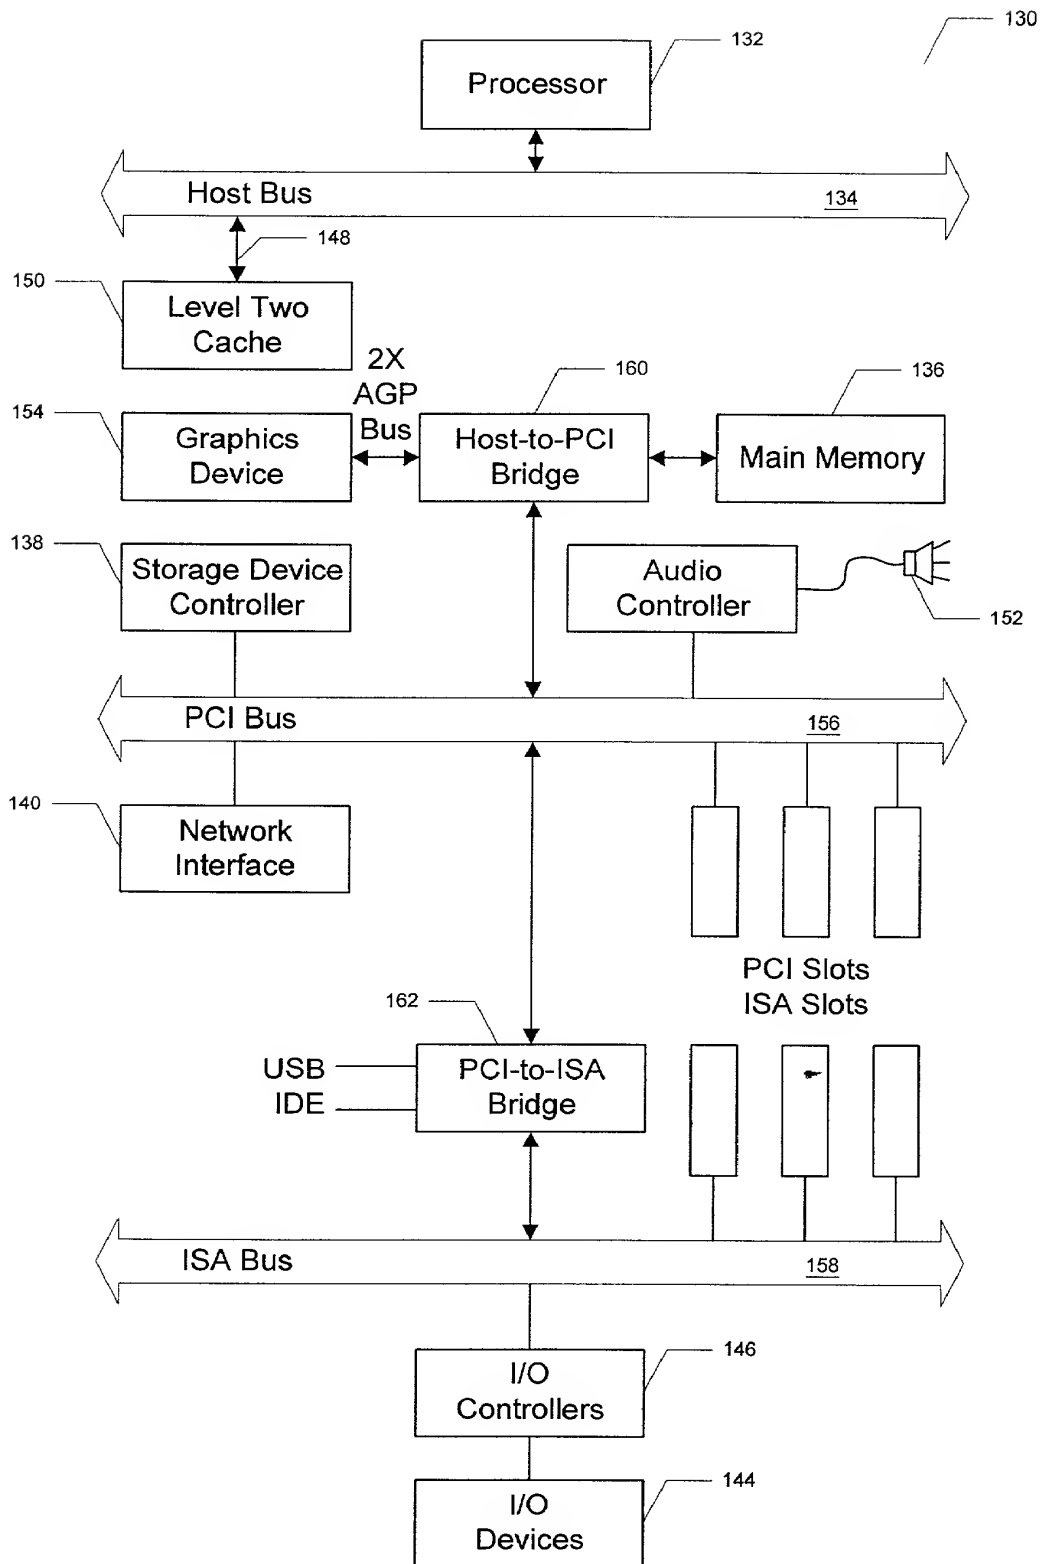 130
132
Processor
Host Bus
134
148
150
Level Two
Cache
2X
AGP
Bus
160
136
154
Graphics
Device
Host-to-PCI
Bridge
Main Memory
138
Storage Device
Controller
Audio
Controller
152
PCI Bus
156
140
Network
Interface
PCI Slots
ISA Slots
162
USB
IDE
PCI-to-ISA
Bridge
ISA Bus
158
146
I/O
Controllers
144
I/O
Devices